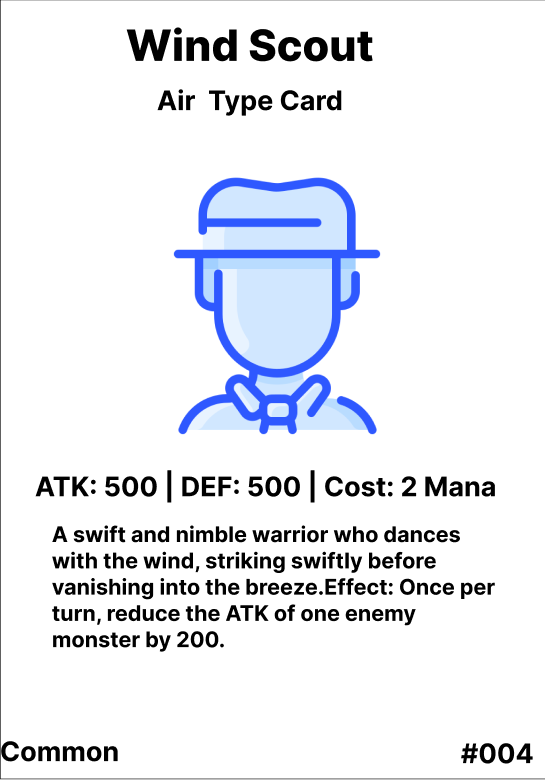 Wind Scout
Air  Type Card
ATK: 500 | DEF: 500 | Cost: 2 Mana
A swift and nimble warrior who dances
with the wind, striking swiftly before
vanishing into the breeze.Effect: Once per
turn, reduce the ATK of one enemy
monster by 200.
Common
#004